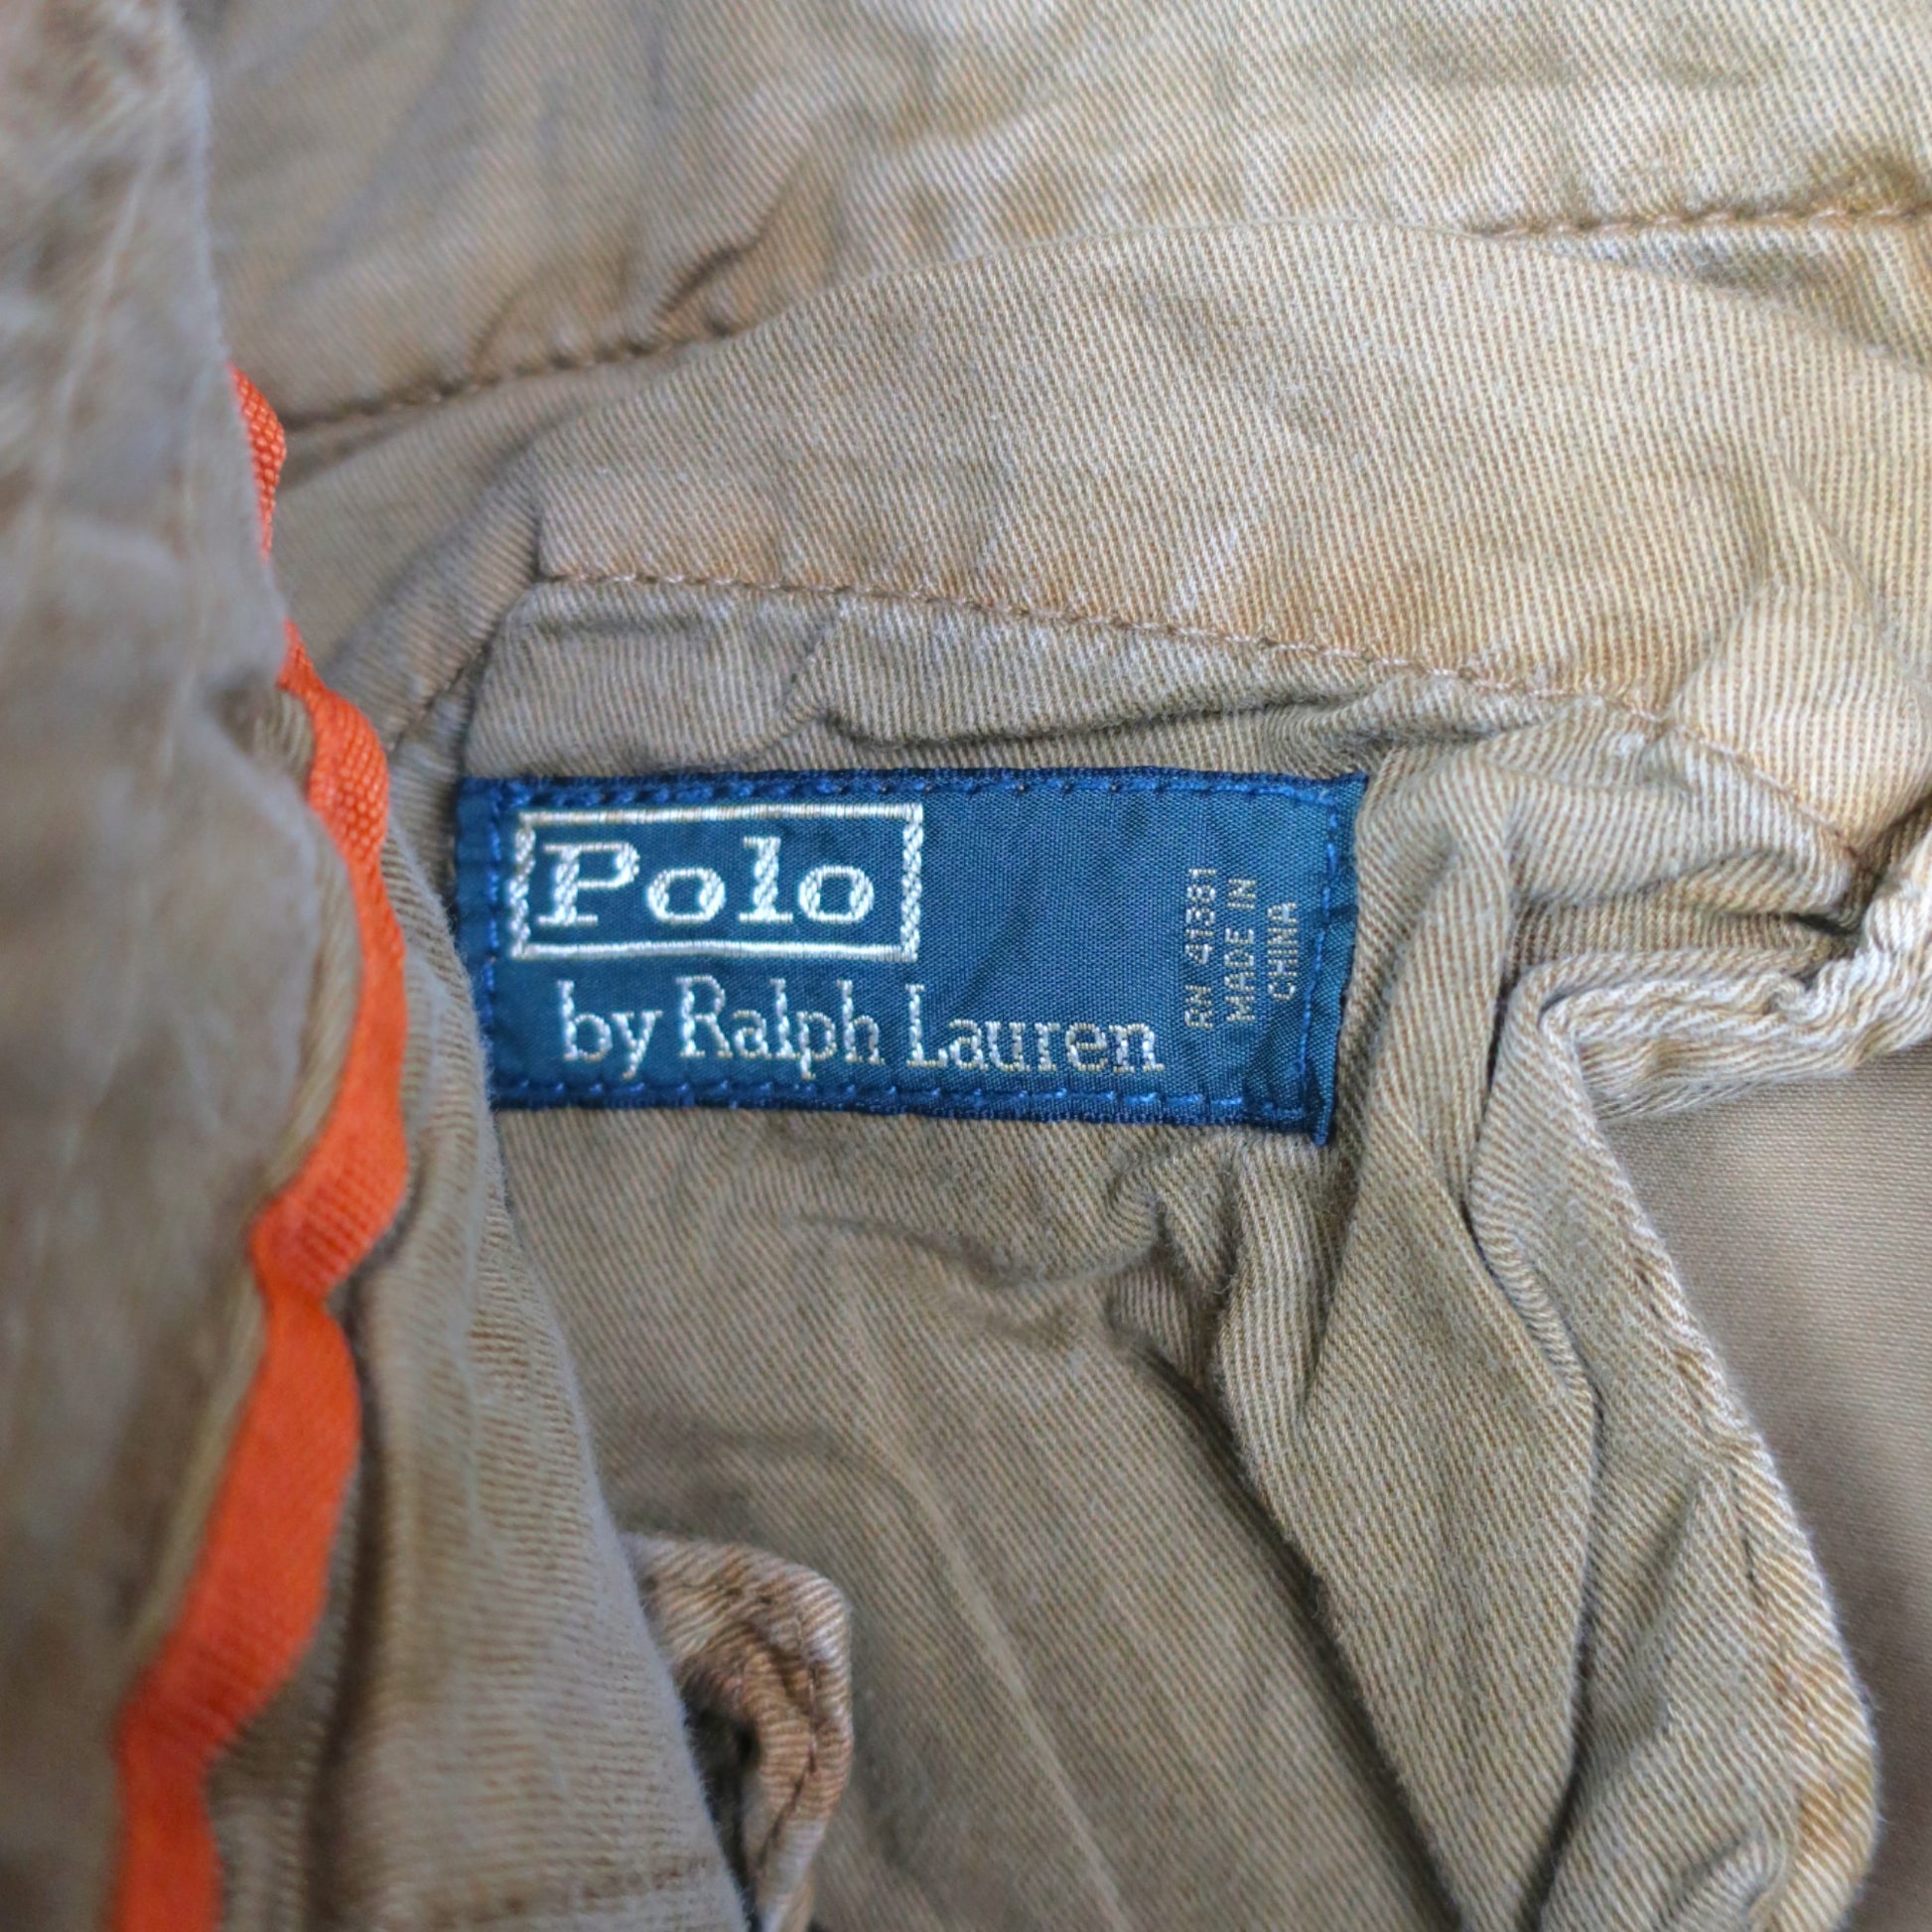 Polo
by Ralph Lauren
RN 41381
MADE IN
CHINA